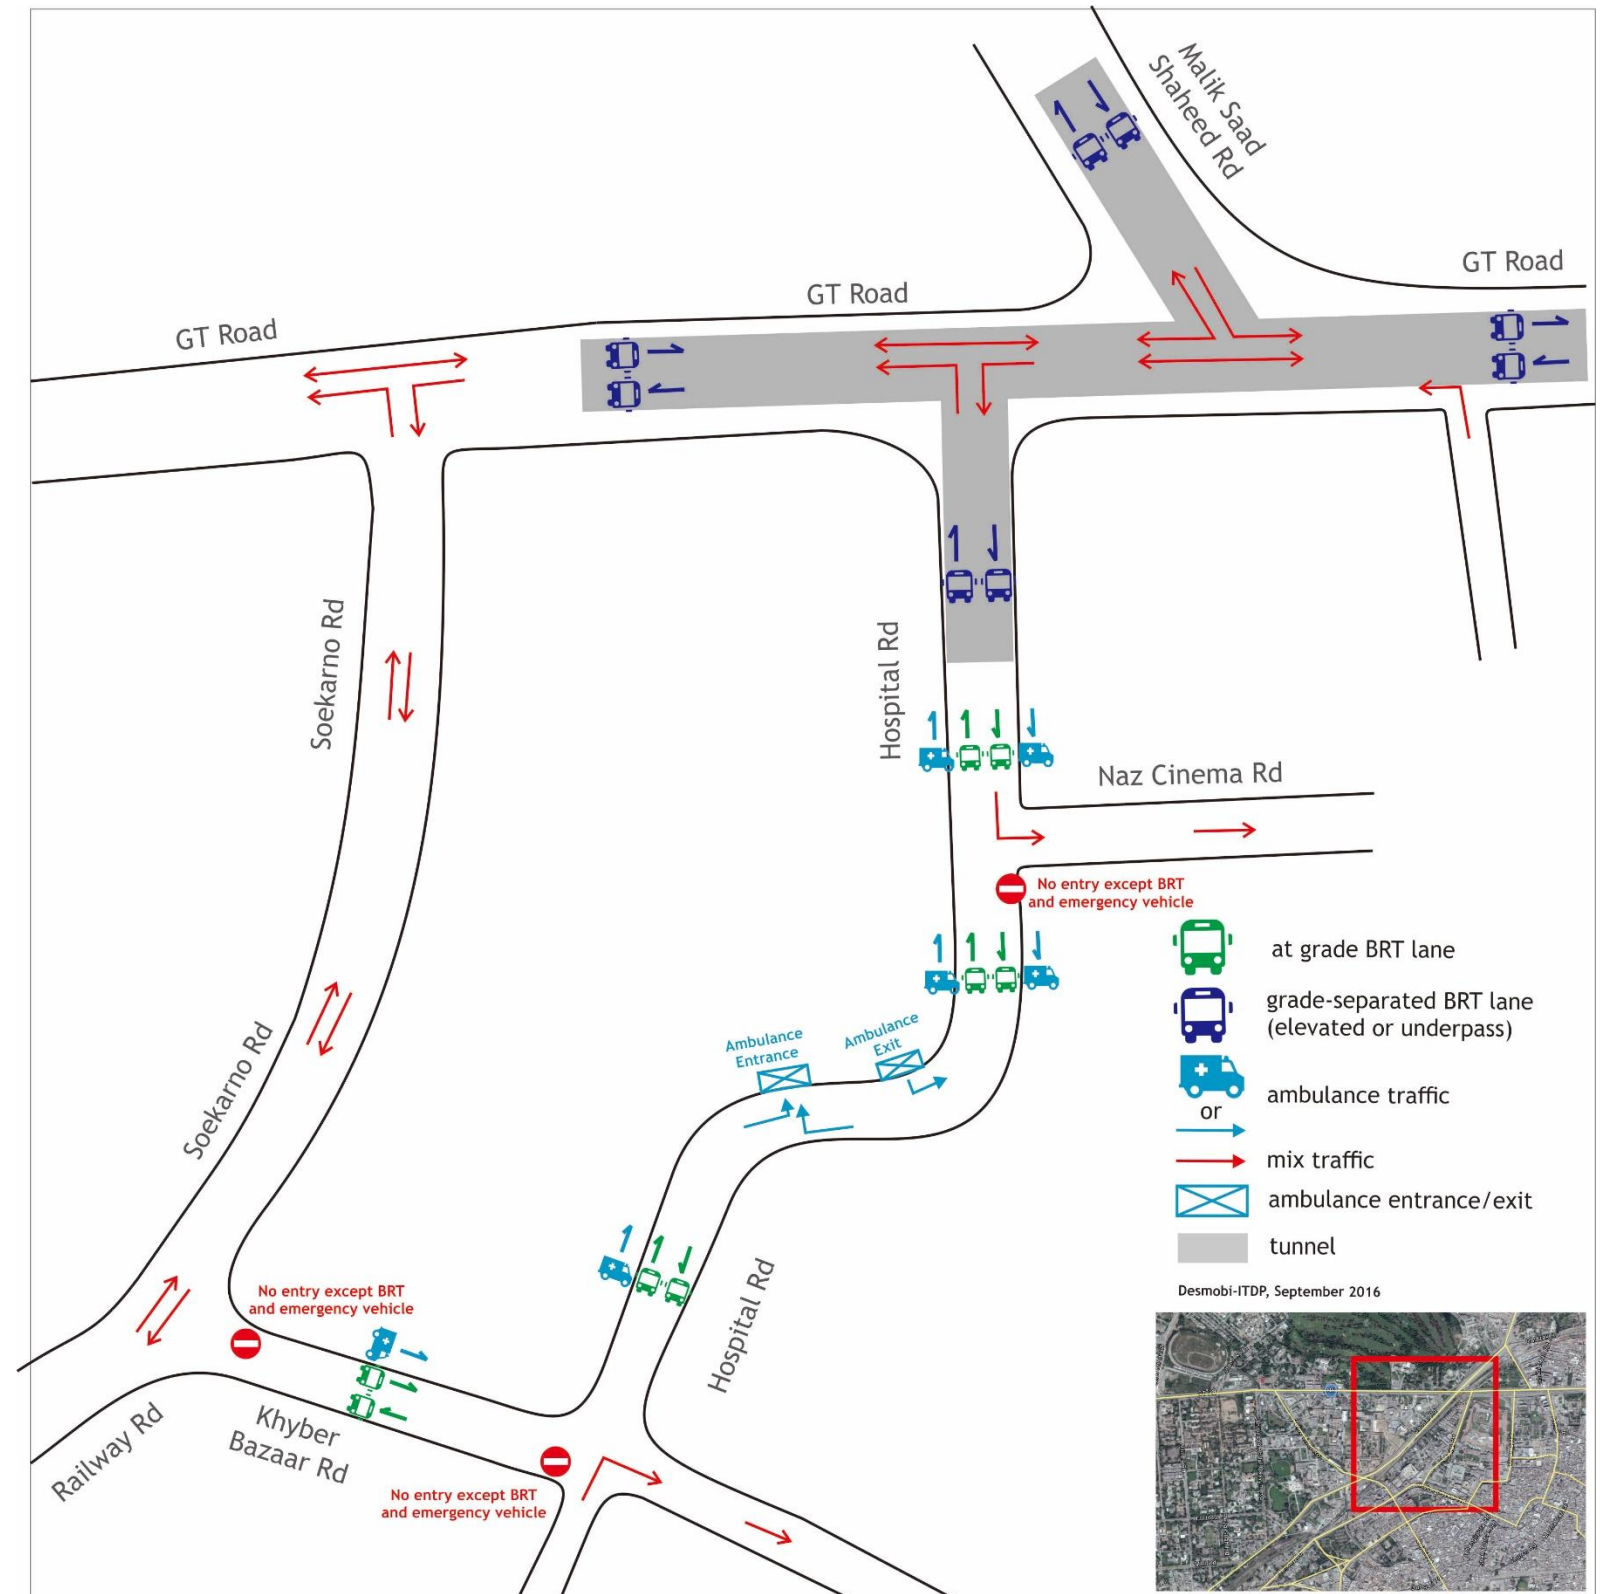 Malik Saad
Shaheed Rd
GT Road
GT Road
GT Road
Soekarno Rd
Hospital Rd
Naz Cinema Rd
No entry except BRT
and emergency vehicle
at grade BRT lane
grade-separated BRT lane
(elevated or underpass)
ambulance traffic
or
mix traffic
ambulance entrance/exit
tunnel
Desmobi-ITDP, September 2016
Ambulance
Entrance
Ambulance
Exit
Soekarno Rd
Hospital Rd
No entry except BRT
and emergency vehicle
Khyber
Bazaar Rd
Railway Rd
No entry except BRT
and emergency vehicle